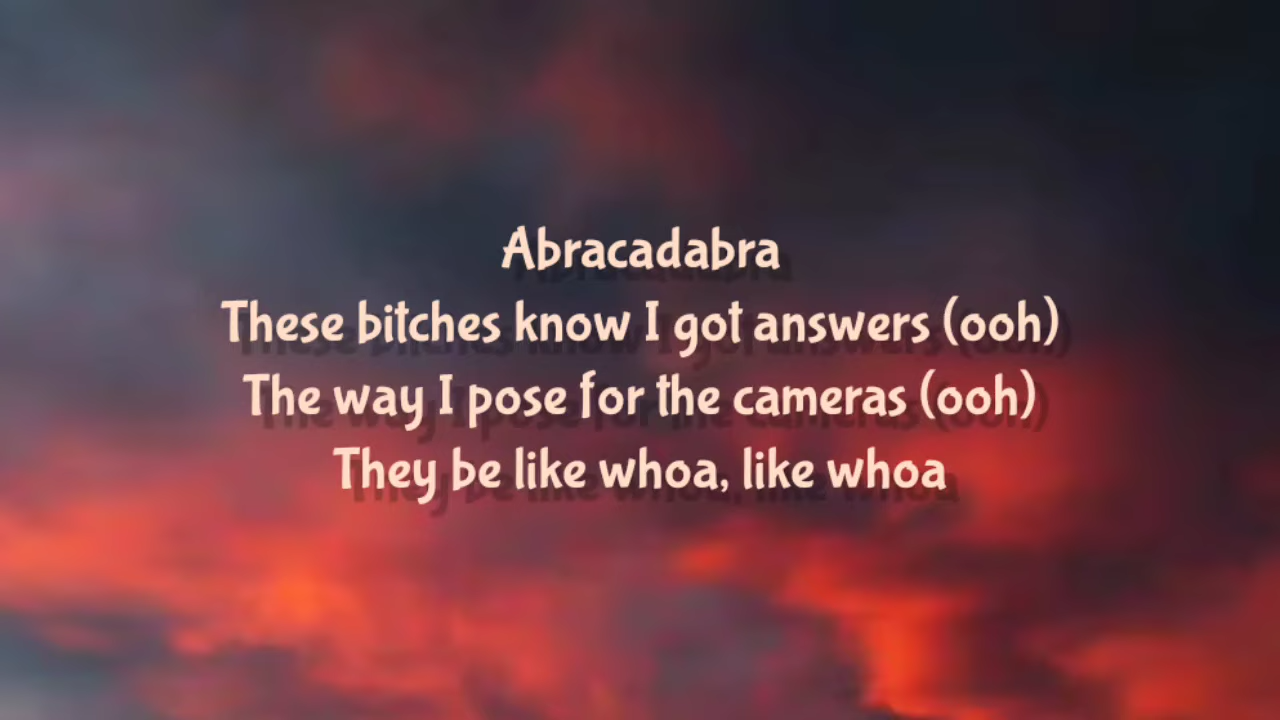 Abracadabra
These bitches know I got answers (ooh)
The way I pose for the cameras (ooh)
They be like whoa, like whoa